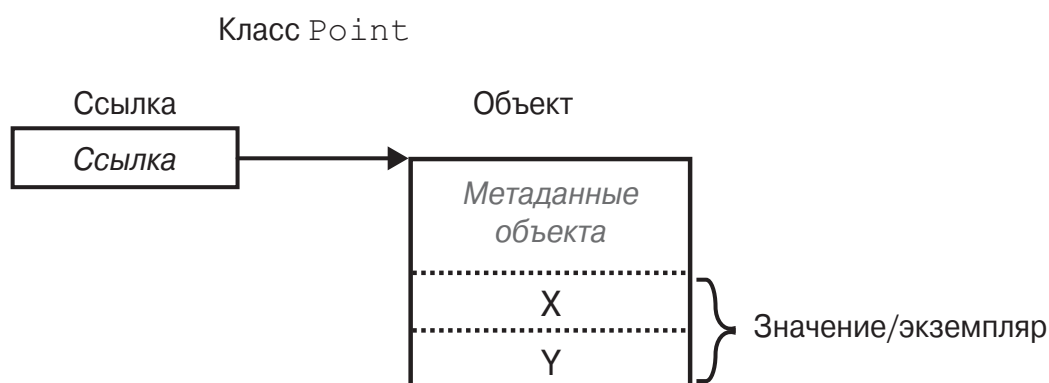 Класс Point
Ссылка
Объект
Ссылка
Метаданные
объекта
X
Y
Значение/экземпляр